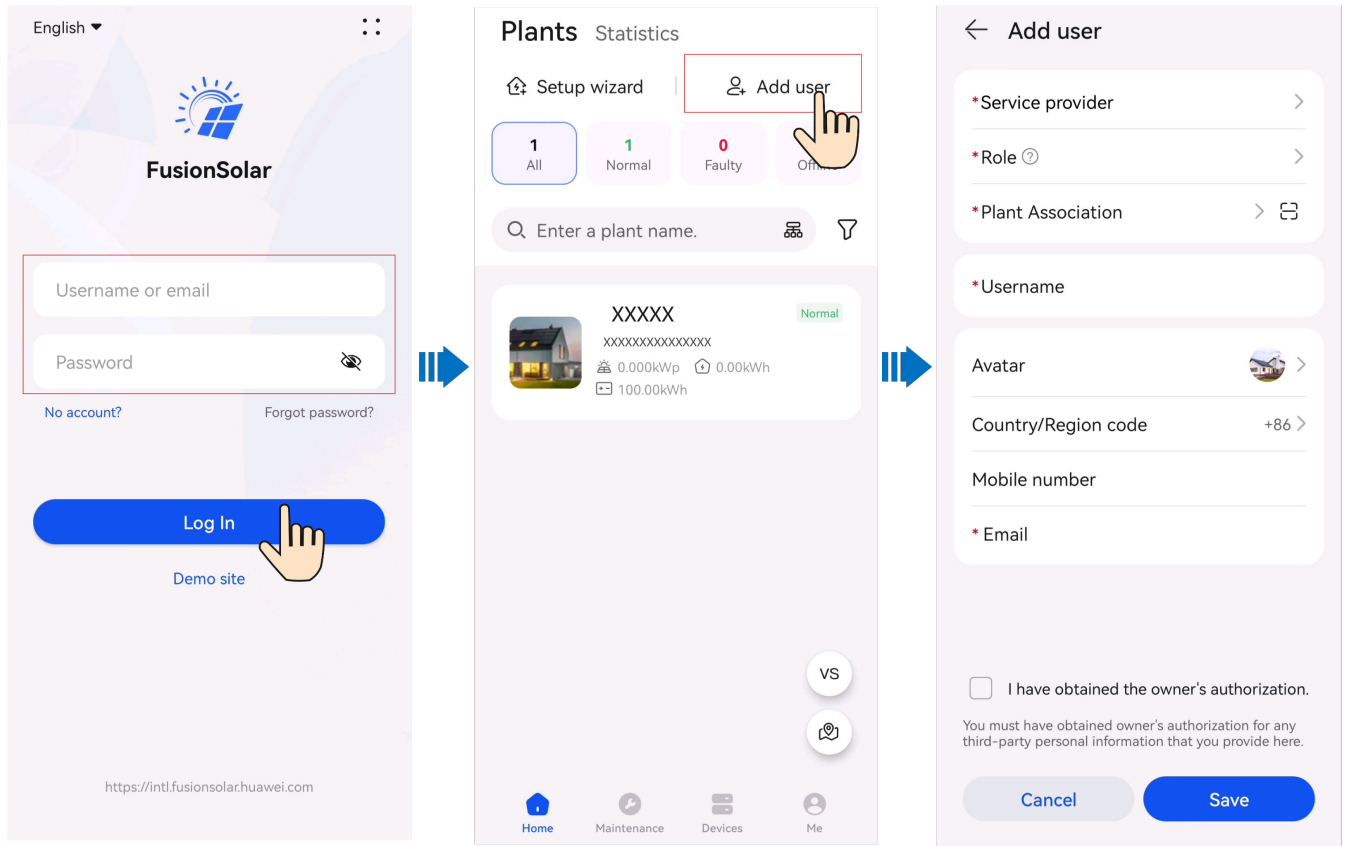 English
FusionSolar
Username or email
Password
No account? Forgot password?
Log In
Demo site
https://intl.fusionsolar.huawei.com
Plants Statistics
Setup wizard Add user
1 1 0
All Normal Faulty
Enter a plant name.
XXXXX Normal
XXXXXXXXXXXXXXX
0.000kWp 0.00kWh
100.00kWh
VS
Home Maintenance Devices Me
Add user
*Service provider
*Role ?
*Plant Association
*Username
Avatar
Country/Region code +86
Mobile number
* Email
I have obtained the owner's authorization.
You must have obtained owner's authorization for any
third-party personal information that you provide here.
Cancel Save